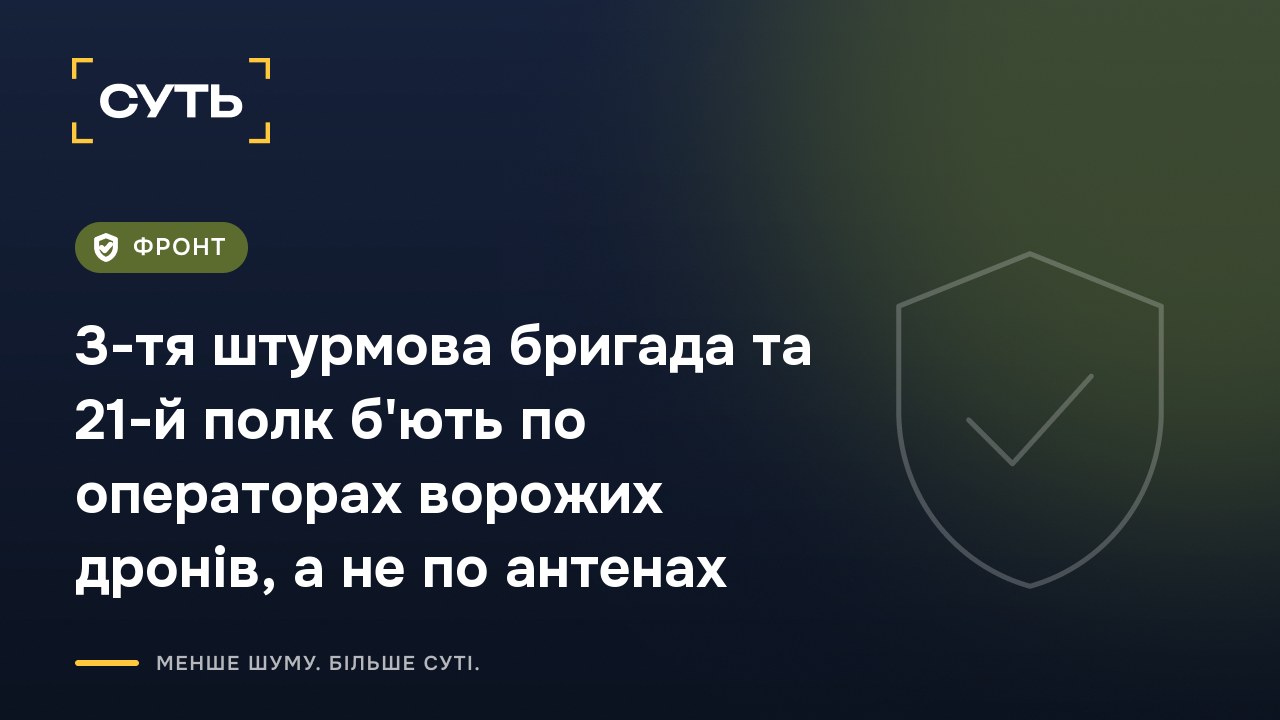 СУТЬ
ФРОНТ
3-тя штурмова бригада та
21-й полк б'ють по
операторах ворожих
дронів, а не по антенах
МЕНШЕ ШУМУ. БІЛЬШЕ СУТІ.